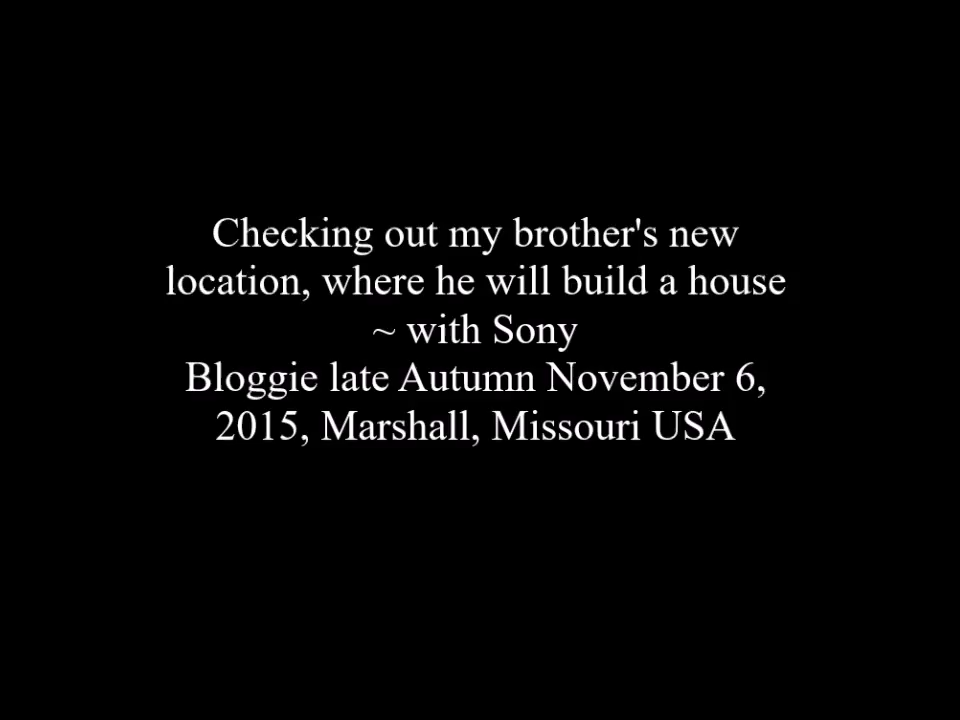 Checking out my brother's new
location, where he will build a house
~ with Sony
Bloggie late Autumn November 6,
2015, Marshall, Missouri USA